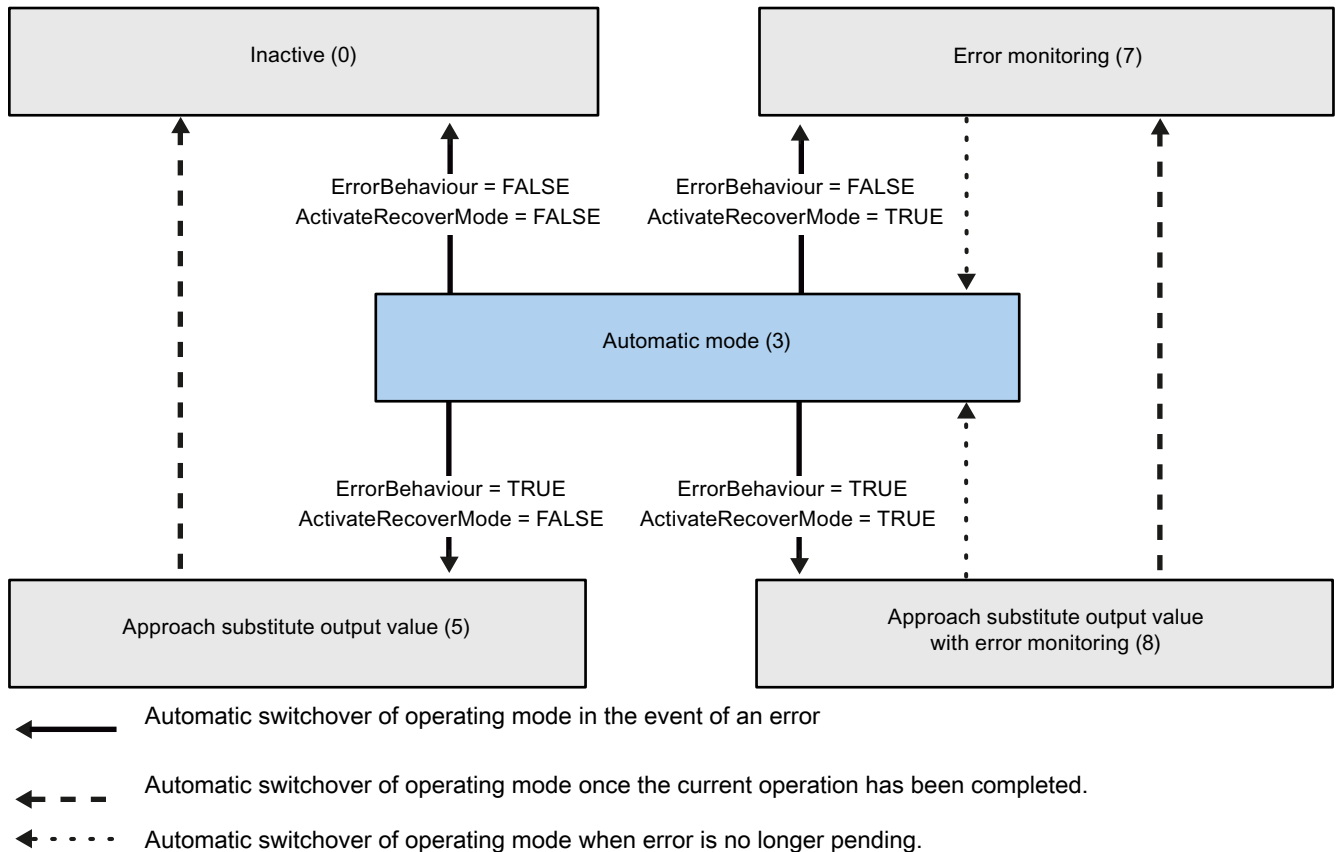 Inactive (0)
Error monitoring (7)
ErrorBehaviour = FALSE
ActivateRecoverMode = FALSE
ErrorBehaviour = FALSE
ActivateRecoverMode = TRUE
Automatic mode (3)
ErrorBehaviour = TRUE
ActivateRecoverMode = FALSE
ErrorBehaviour = TRUE
ActivateRecoverMode = TRUE
Approach substitute output value (5)
Approach substitute output value
with error monitoring (8)
Automatic switchover of operating mode in the event of an error
Automatic switchover of operating mode once the current operation has been completed.
Automatic switchover of operating mode when error is no longer pending.